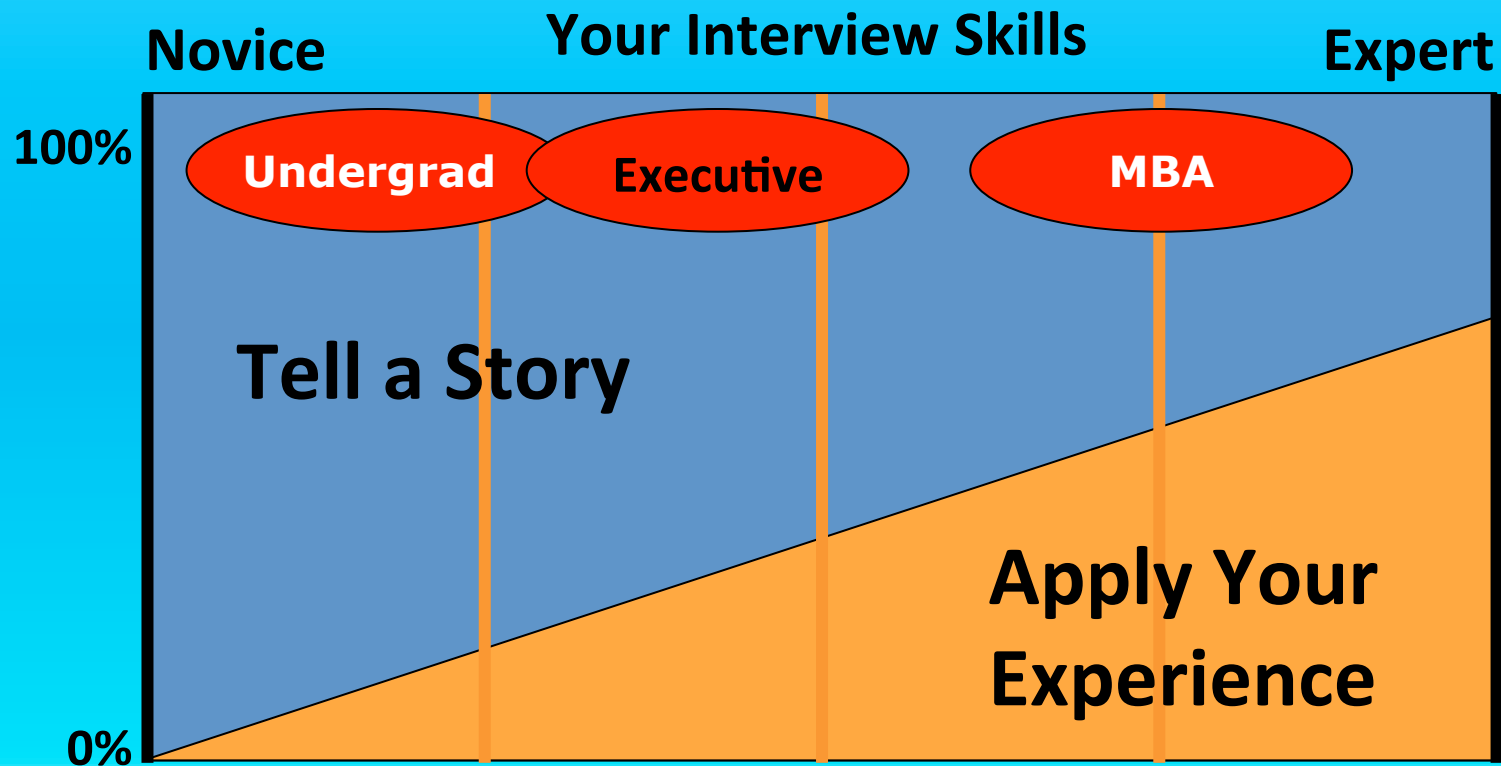 Your Interview Skills
Novice
Expert
100%
Undergrad
Executive
MBA
Tell a Story
Apply Your
Experience
0%